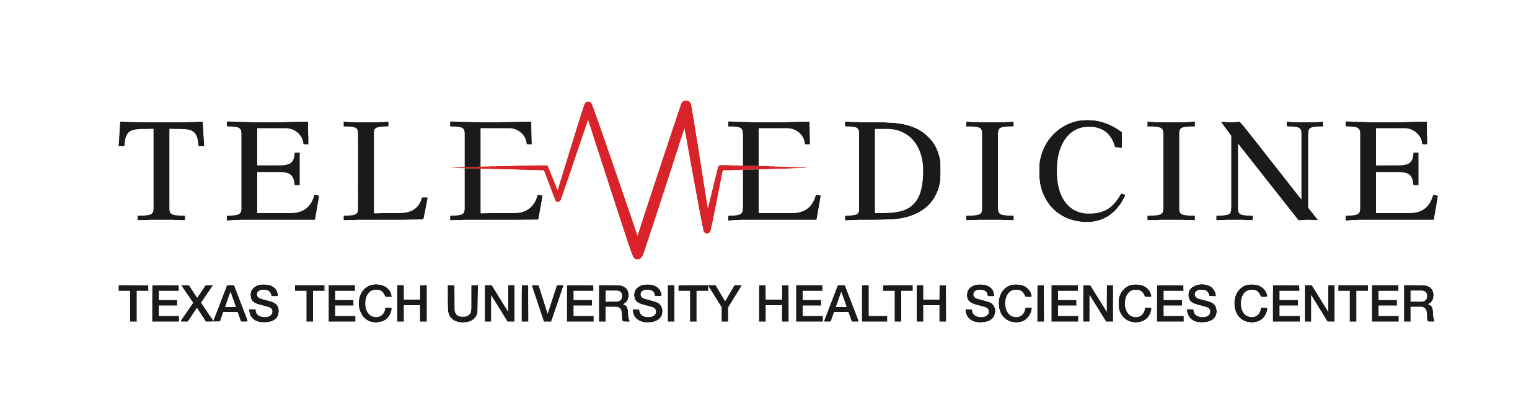 TELEMEDICINE
TEXAS TECH UNIVERSITY HEALTH SCIENCES CENTER